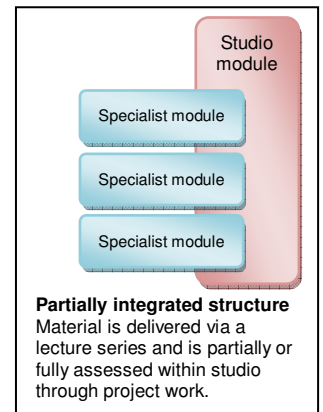 Studio
module
Specialist module
Specialist module
Specialist module
Partially integrated structure
Material is delivered via a
lecture series and is partially or
fully assessed within studio
through project work.